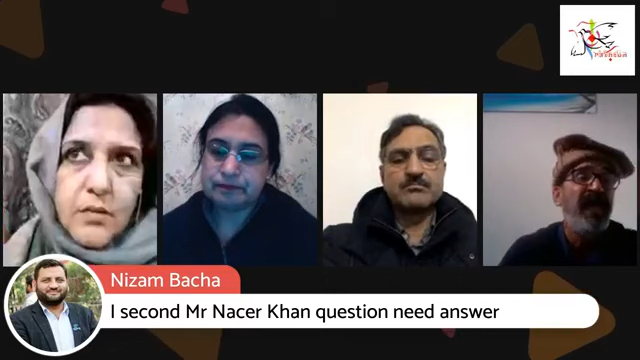 Nizam Bacha
I second Mr Nacer Khan question need answer